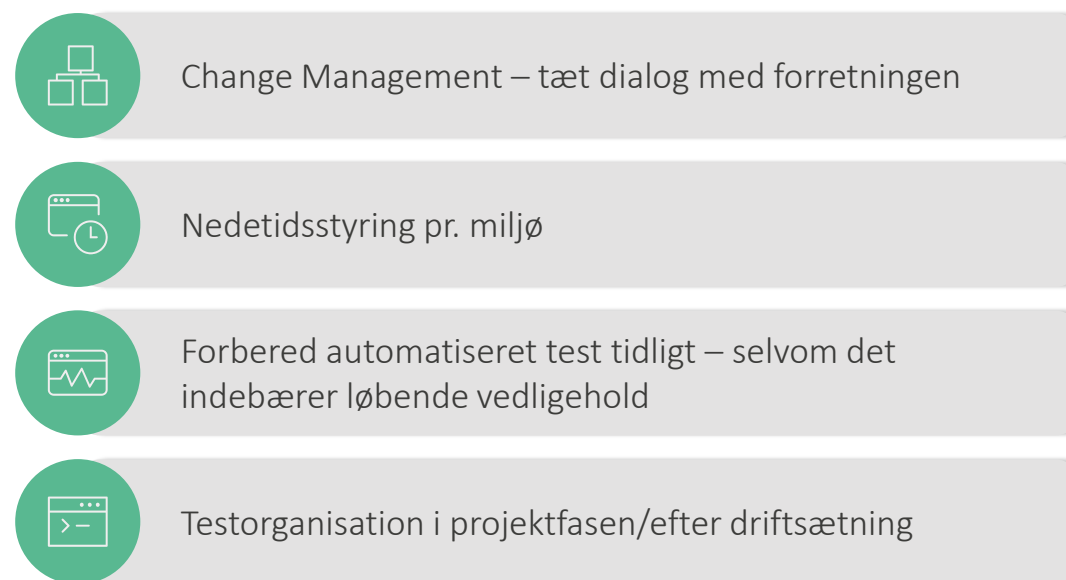 Change Management – tæt dialog med forretningen
Nedetidsstyring pr. miljø
Forbered automatiseret test tidligt – selvom det
indebærer løbende vedligehold
Testorganisation i projektfasen/efter driftsætning